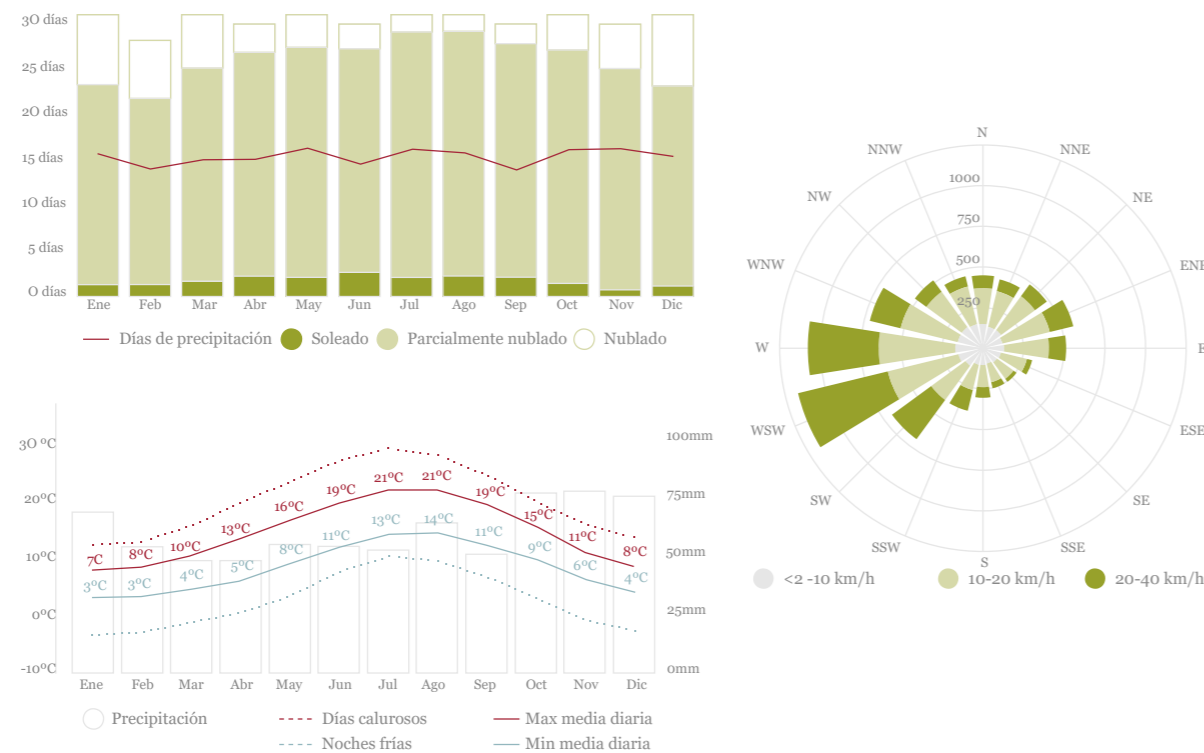 30 días
25 días
20 días
15 días
10 días
5 días
0 días
Ene Feb Mar Abr May Jun Jul Ago Sep Oct Nov Dic
Días de precipitación Soleado Parcialmente nublado Nublado
30 ºC
20ºC
10ºC
0ºC
-10ºC
100mm
75mm
50mm
25mm
0mm
7C 8ºC 10ºC 13ºC 16ºC 19ºC 21ºC 21ºC 19ºC 15ºC 11ºC 8ºC
3ºC 3ºC 4ºC 5ºC 8ºC 11ºC 13ºC 14ºC 11ºC 9ºC 6ºC 4ºC
Ene Feb Mar Abr May Jun Jul Ago Sep Oct Nov Dic
Precipitación Días calurosos Max media diaria
Noches frías Min media diaria
N
NNW NNE
NW NE
WNW ENE
W E
WSW ESE
SW SE
SSW SSE
S
1000
750
500
250
<2 -10 km/h 10-20 km/h 20-40 km/h